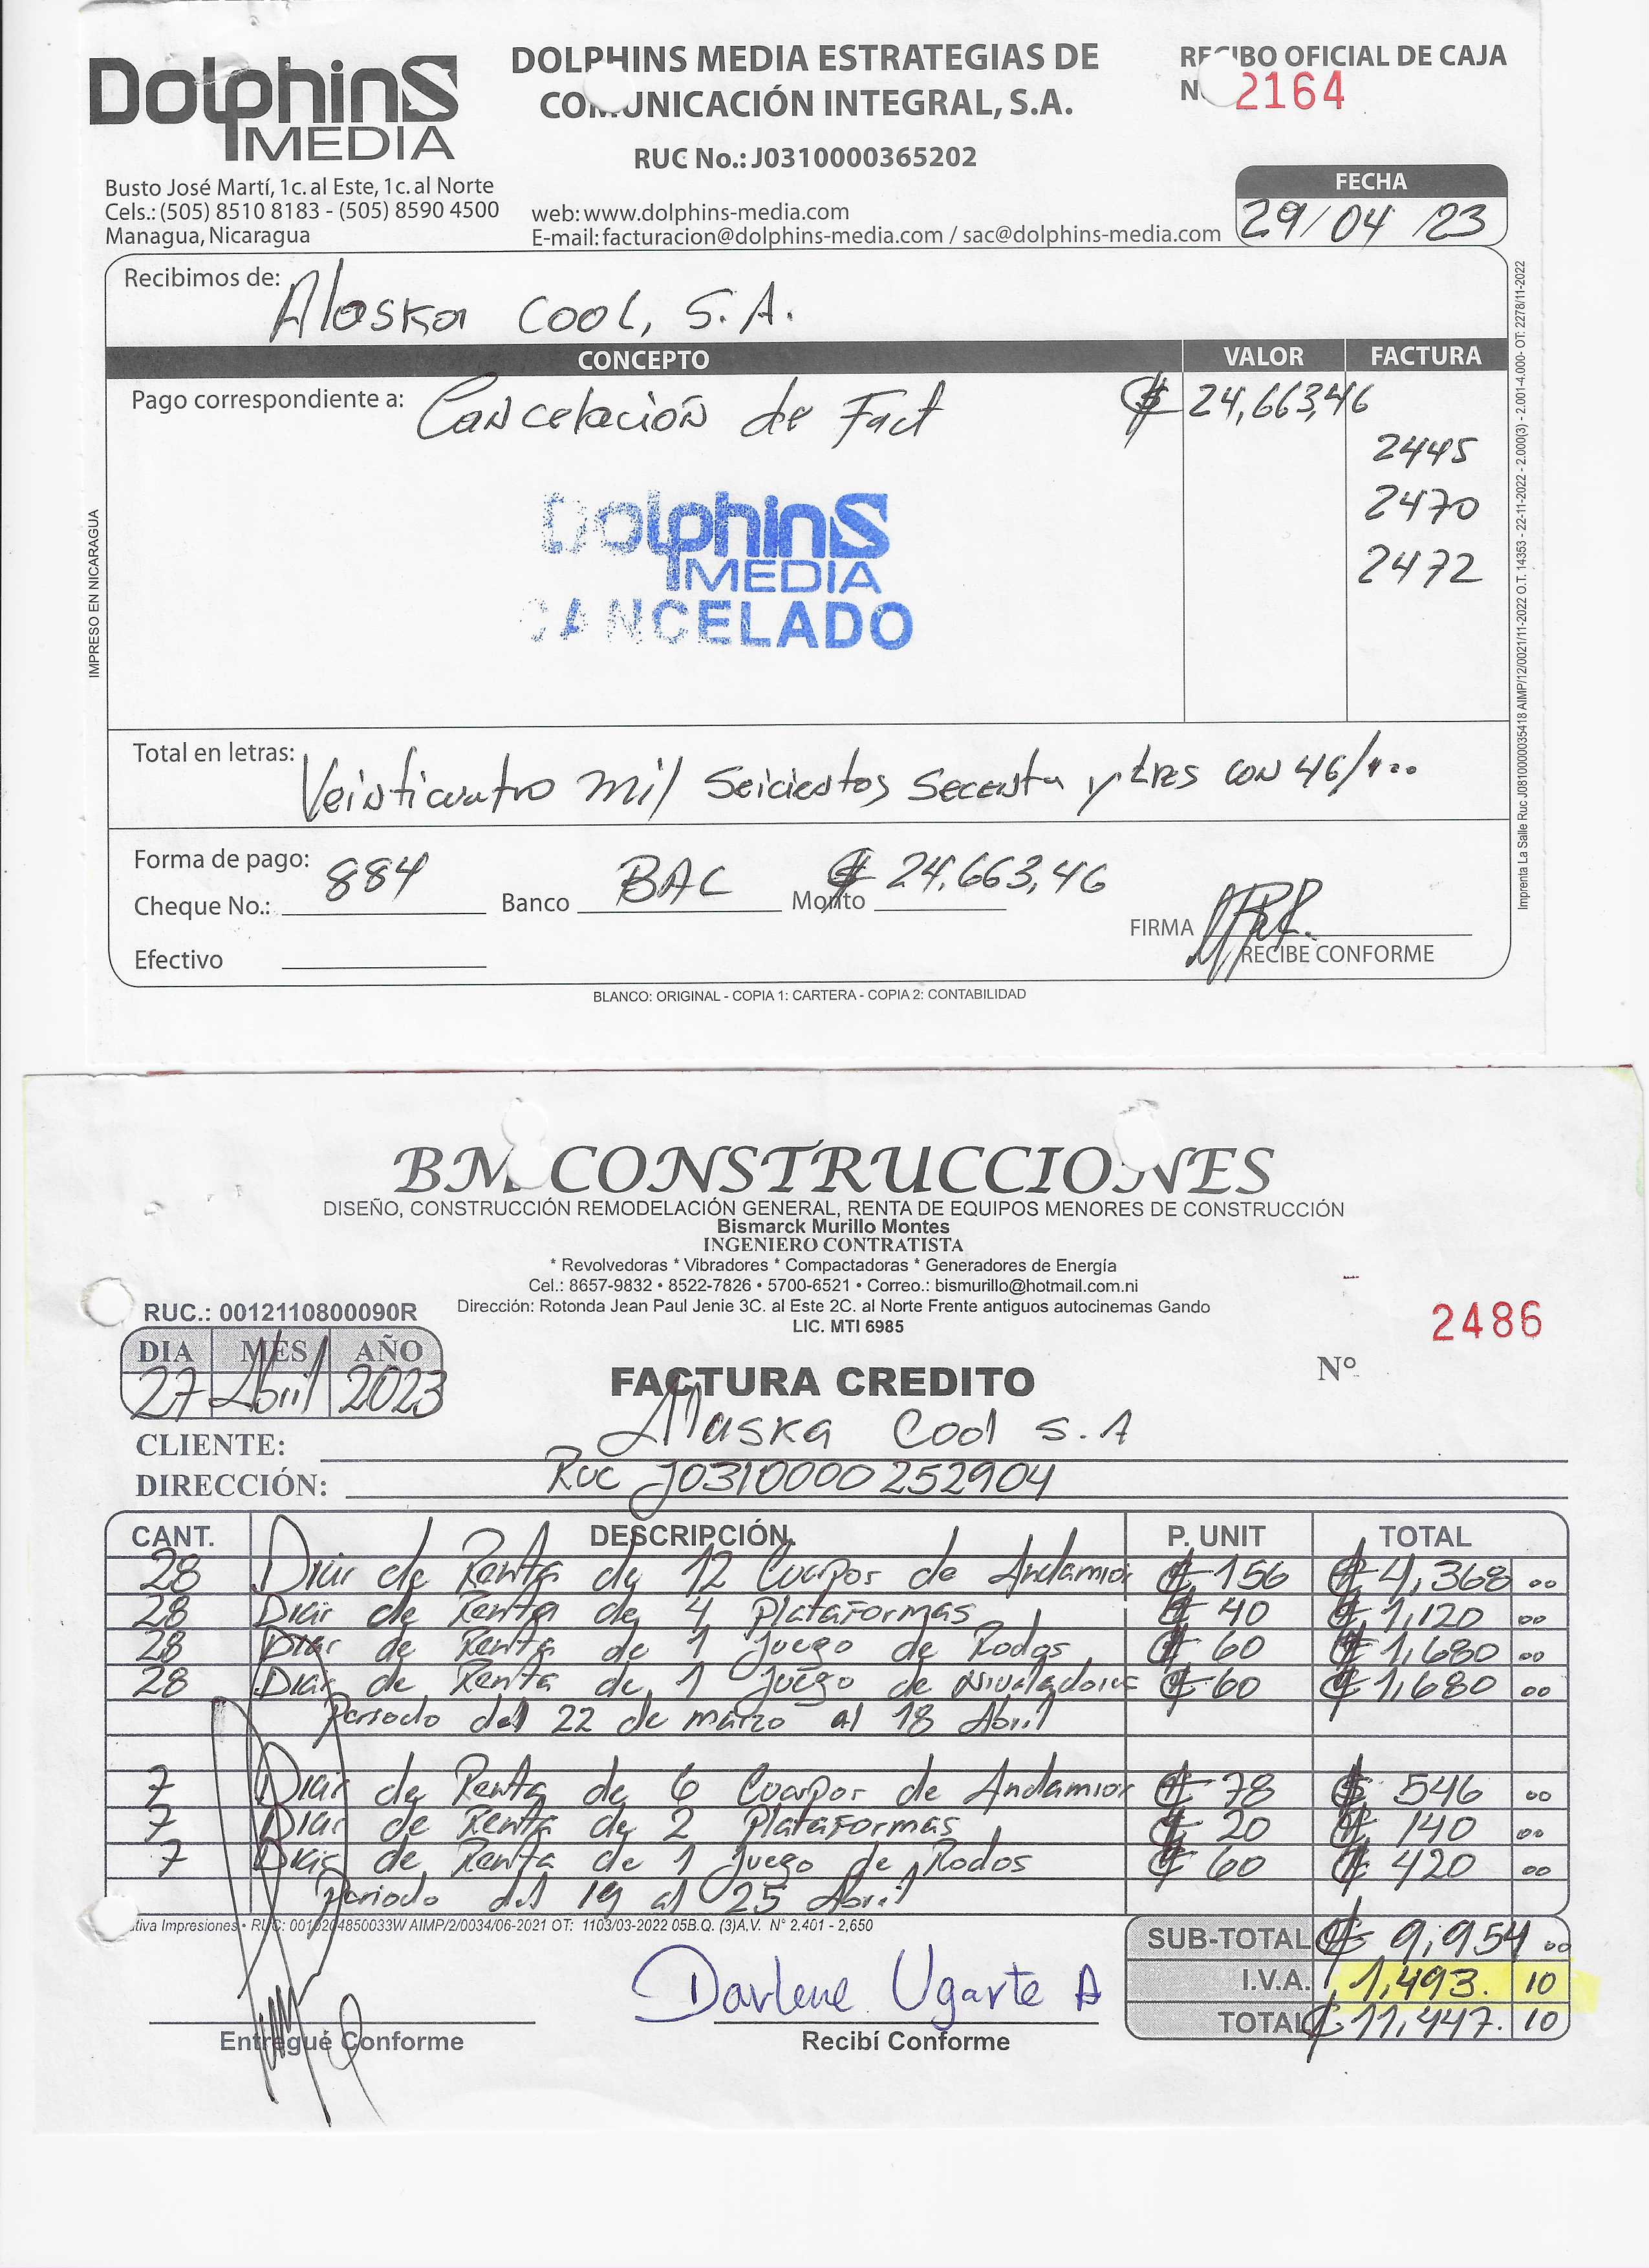 Dolphins
MEDIA
DOLPHINS MEDIA ESTRATEGIAS DE
COMUNICACIÓN INTEGRAL, S.A.
RUC No.: J0310000365202
RECIBO OFICIAL DE CAJA
2164
Busto José Martí, 1c. al Este, 1c. al Norte
Cels.: (505) 8510 8183 - (505) 8590 4500
Managua, Nicaragua
web: www.dolphins-media.com
E-mail: facturacion@dolphins-media.com / sac@dolphins-media.com
FECHA
29/04/23
Recibimos de: Alaska Cool, S.A.
CONCEPTO VALOR FACTURA
Pago correspondiente a: Cancelación de Fact C$ 24,663,46
2445
2470
2472
Dolphins
MEDIA
CANCELADO
Total en letras: Veinticuatro mil Seicientos Secenta y tres con 46/100
Forma de pago:
Cheque No.: 884 Banco BAC Monto C$ 24,663,46
FIRMA
RECIBE CONFORME
Efectivo
BLANCO: ORIGINAL - COPIA 1: CARTERA - COPIA 2: CONTABILIDAD
IMPRESO EN NICARAGUA
Imprenta La Salle Ruc J0810000035418 AIMP/12/0021/11-2022 O.T. 14353 - 22-11-2022 - 2.000(3) - 2.001-4.000- OT: 2278/11-2022
BM CONSTRUCCIONES
DISEÑO, CONSTRUCCIÓN REMODELACIÓN GENERAL, RENTA DE EQUIPOS MENORES DE CONSTRUCCIÓN
Bismarck Murillo Montes
INGENIERO CONTRATISTA
* Revolvedoras * Vibradores * Compactadoras * Generadores de Energía
Cel.: 8657-9832 • 8522-7826 • 5700-6521 • Correo.: bismurillo@hotmail.com.ni
Dirección: Rotonda Jean Paul Jenie 3C. al Este 2C. al Norte Frente antiguos autocinemas Gando
LIC. MTI 6985
RUC.: 0012110800090R
2486
DIA MES AÑO
27 Abril 2023
FACTURA CREDITO
Nº
CLIENTE: Alaska Cool S.A
DIRECCIÓN: Ruc J0310000252904
CANT. DESCRIPCIÓN P. UNIT TOTAL
28 Dias de Renta de 12 Cuerpos de Andamios C$ 156 C$ 4,368 00
28 Dias de Renta de 4 Plataformas C$ 40 C$ 1,120 00
28 Dias de Renta de 1 Juego de Rodos C$ 60 C$ 1,680 00
28 Dias de Renta de 1 Juego de Niveladores C$ 60 C$ 1,680 00
Periodo del 22 de marzo al 18 Abril
7 Dias de Renta de 6 Cuerpos de Andamios C$ 78 C$ 546 00
7 Dias de Renta de 2 Plataformas C$ 20 C$ 140 00
7 Dias de Renta de 1 Juego de Rodos C$ 60 C$ 420 00
Periodo del 19 al 25 Abril
tiva Impresiones • RUC: 0010204850033W AIMP/2/0034/06-2021 OT: 1103/03-2022 05B.Q. (3)A.V. N° 2.401 - 2,650
SUB-TOTAL C$ 9,954 00
I.V.A. 1,493. 10
TOTAL C$ 11,447. 10
Darlene Ugarte A
Entregué Conforme
Recibí Conforme